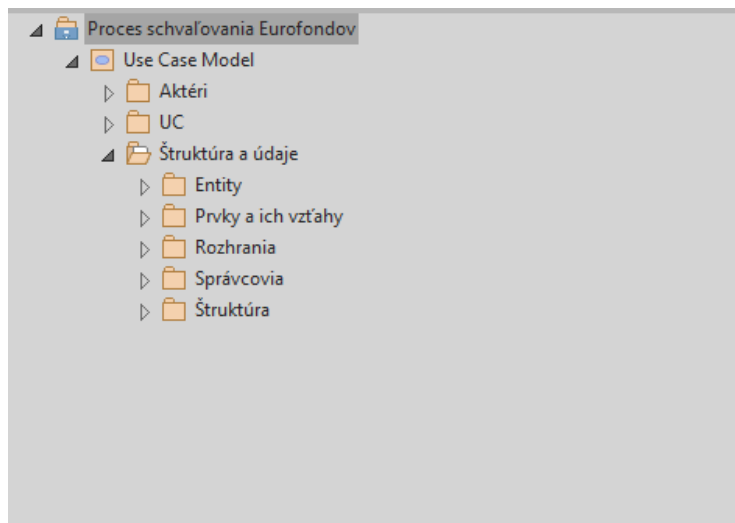 Proces schvaľovania Eurofondov
Use Case Model
Aktéri
UC
Štruktúra a údaje
Entity
Prvky a ich vzťahy
Rozhrania
Správcovia
Štruktúra